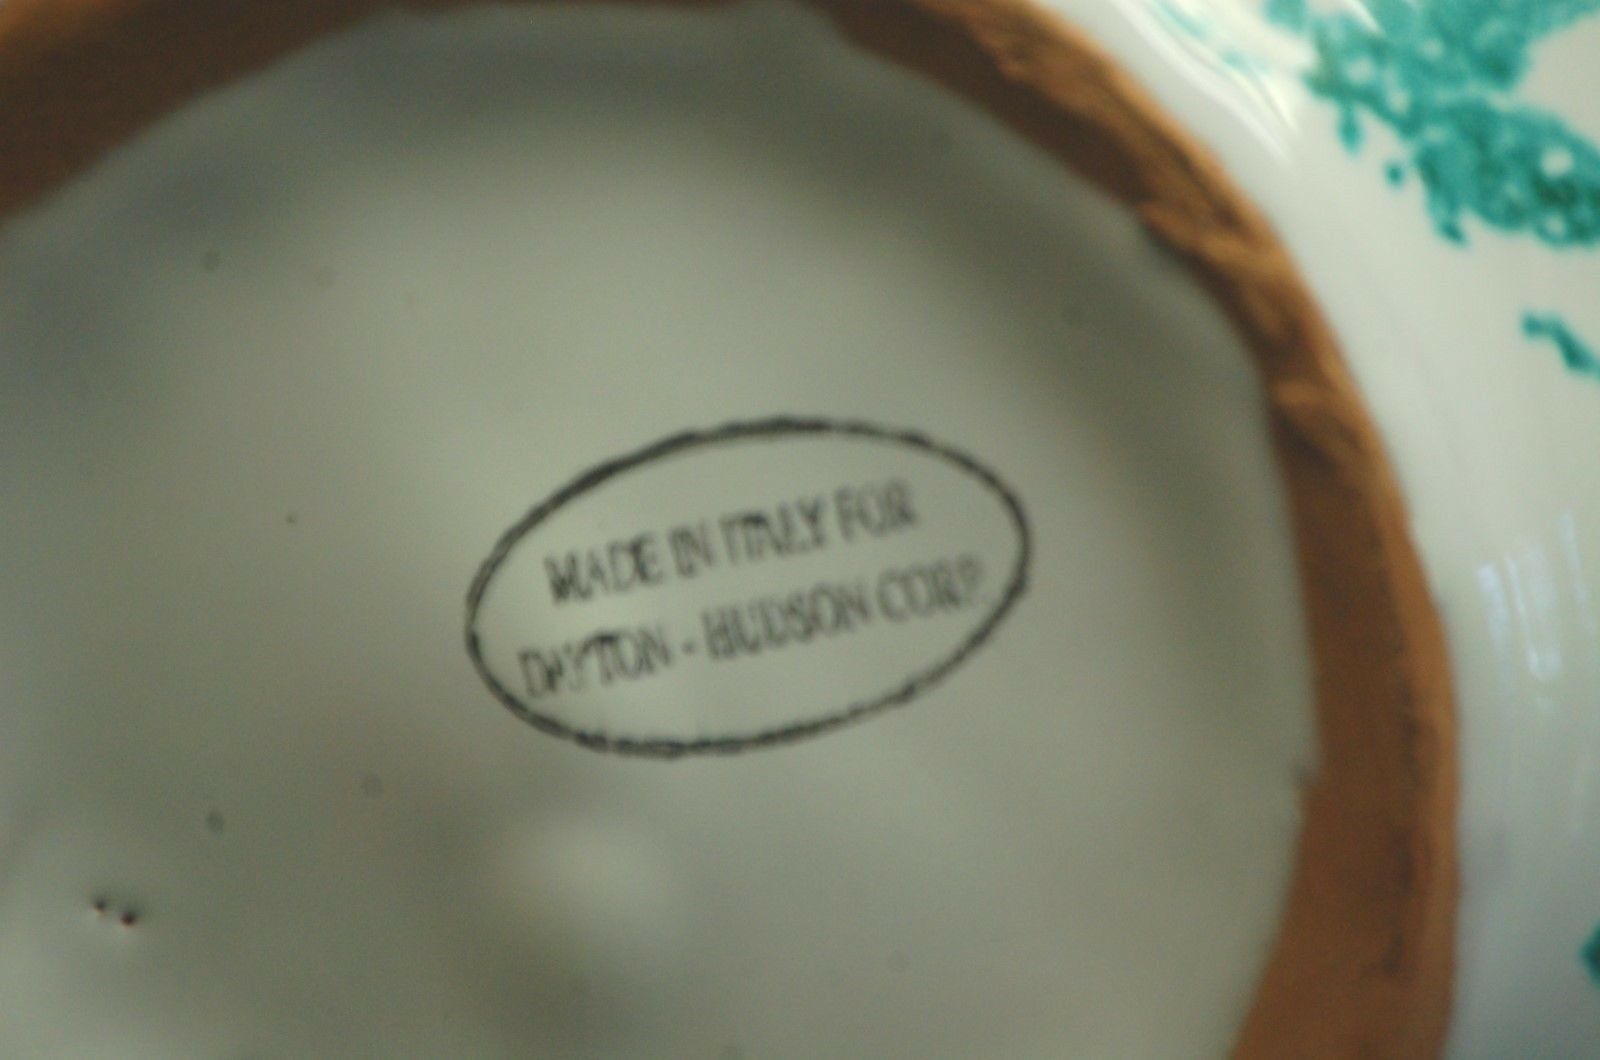 MADE IN ITALY FOR
DAYTON - HUDSON CORP.